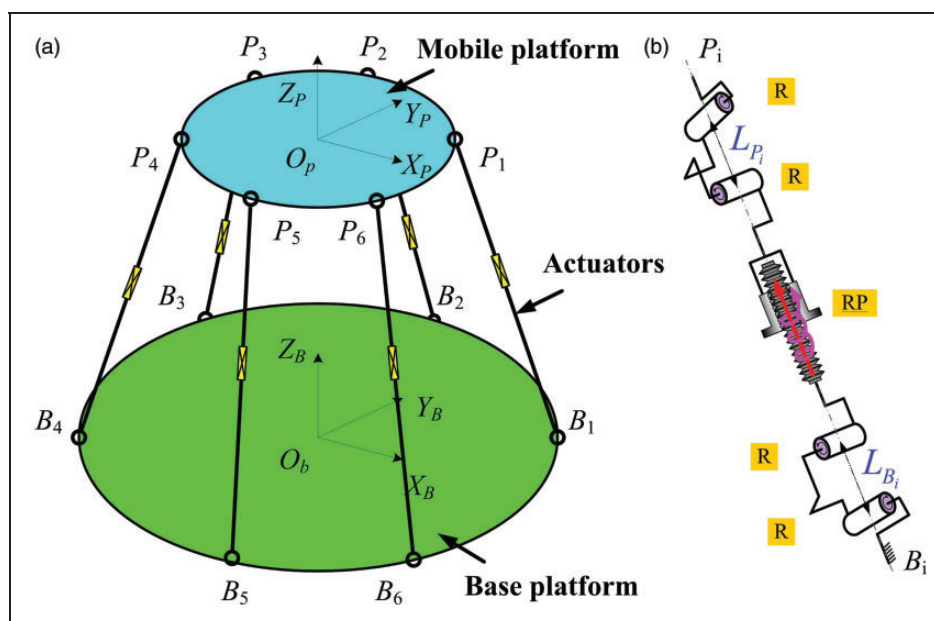 (a)
P3
P2
Mobile platform
ZP
YP
P4
Op
XP
P1
P5
P6
Actuators
B3
B2
ZB
B4
YB
B1
Ob
XB
B5
B6
Base platform
(b)
Pi
R
LPi
R
RP
R
LBi
R
Bi